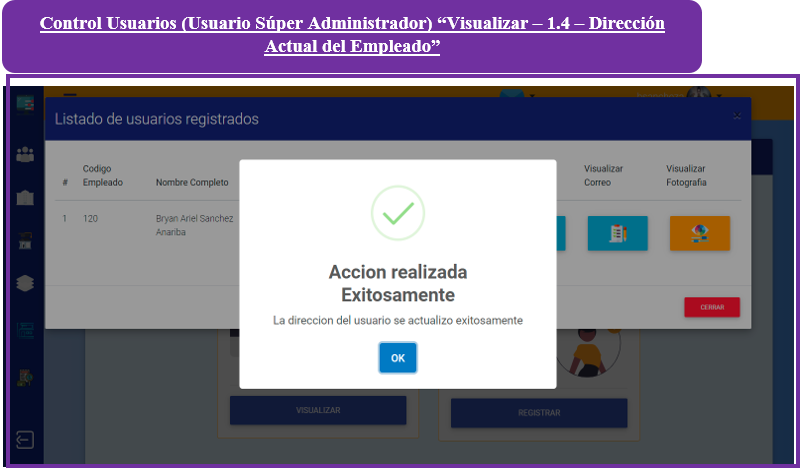 Control Usuarios (Usuario Súper Administrador) “Visualizar – 1.4 – Dirección
Actual del Empleado”
Listado de usuarios registrados
# Codigo Empleado Nombre Completo Visualizar Correo Visualizar Fotografia
1 120 Bryan Ariel Sanchez
Anariba
Accion realizada
Exitosamente
La direccion del usuario se actualizo exitosamente
OK
CERRAR
VISUALIZAR
REGISTRAR